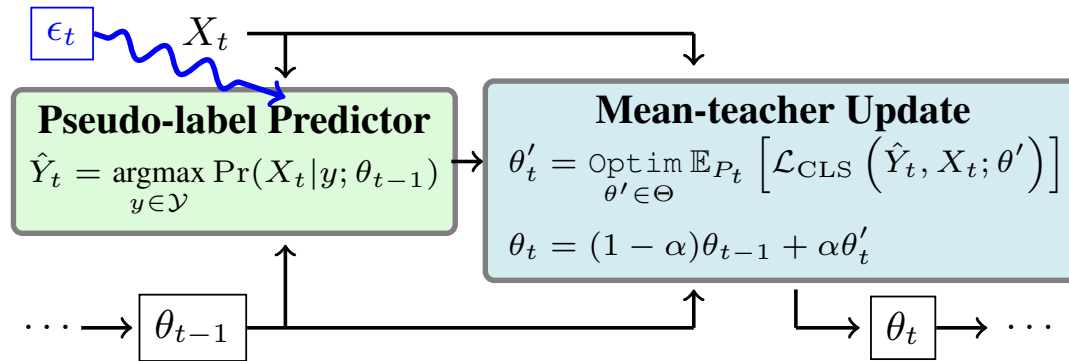 ϵ_t X_t
Pseudo-label Predictor
Ŷ_t = argmax_{y∈𝒴} Pr(X_t|y; θ_{t−1})
Mean-teacher Update
θ′_t = Optim_{θ′∈Θ} 𝔼_{P_t} [ℒ_CLS (Ŷ_t, X_t; θ′)]
θ_t = (1 − α)θ_{t−1} + αθ′_t
··· θ_{t−1} θ_t ···